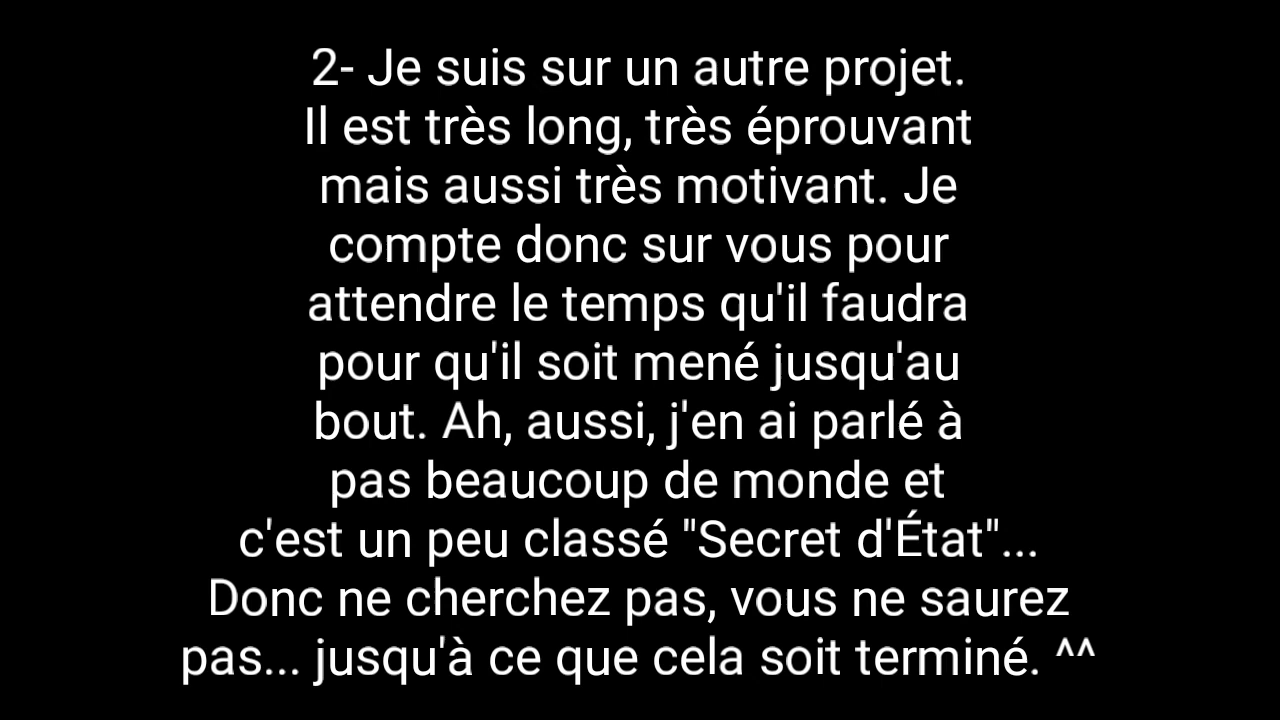 2- Je suis sur un autre projet.
Il est très long, très éprouvant
mais aussi très motivant. Je
compte donc sur vous pour
attendre le temps qu'il faudra
pour qu'il soit mené jusqu'au
bout. Ah, aussi, j'en ai parlé à
pas beaucoup de monde et
c'est un peu classé "Secret d'État"...
Donc ne cherchez pas, vous ne saurez
pas... jusqu'à ce que cela soit terminé. ^^